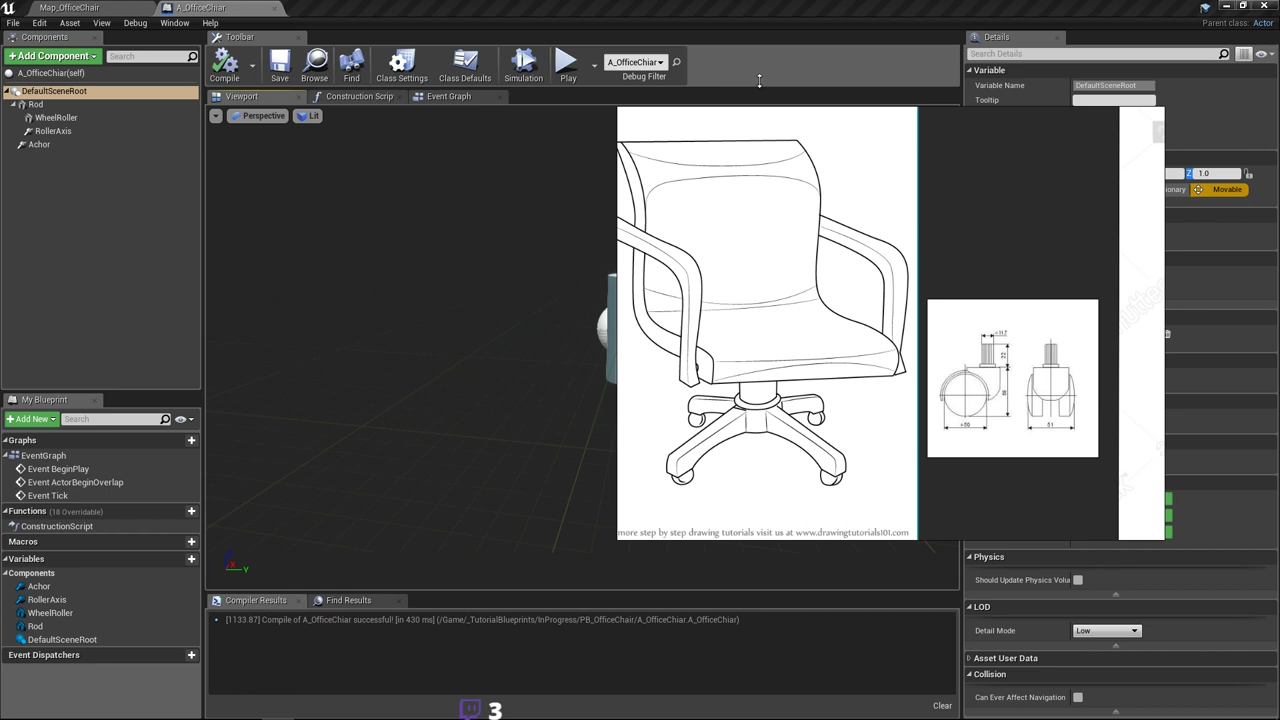 Map_OfficeChair
A_OfficeChiar
File Edit Asset View Debug Window Help
Parent class: Actor
Components
Toolbar
Details
Add Component
Search
Search Details
A_OfficeChiar(self)
DefaultSceneRoot
Rod
WheelRoller
RollerAxis
Achor
Compile
Save
Browse
Find
Class Settings
Class Defaults
Simulation
Play
A_OfficeChiar
Debug Filter
Variable
Variable Name
DefaultSceneRoot
Tooltip
Viewport
Construction Scrip
Event Graph
Perspective
Lit
Z 1.0
ionary
Movable
22
51
more step by step drawing tutorials visit us at www.drawingtutorials101.com
My Blueprint
Add New
Search
Graphs
EventGraph
Event BeginPlay
Event ActorBeginOverlap
Event Tick
Functions (18 Overridable)
ConstructionScript
Macros
Variables
Components
Achor
RollerAxis
WheelRoller
Rod
DefaultSceneRoot
Event Dispatchers
Y
Compiler Results
Find Results
[1133.87] Compile of A_OfficeChiar successful! [in 430 ms] (/Game/_TutorialBlueprints/InProgress/PB_OfficeChair/A_OfficeChiar.A_OfficeChiar)
Clear
3
Physics
Should Update Physics Volu
LOD
Detail Mode
Low
Asset User Data
Collision
Can Ever Affect Navigation